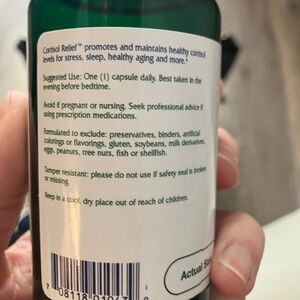 Cortisol Relief™ promotes and maintains healthy cortisol
levels for stress, sleep, healthy aging and more.*
Suggested Use: One (1) capsule daily. Best taken in the
evening before bedtime.
Avoid if pregnant or nursing. Seek professional advice if
using prescription medications.
Formulated to exclude: preservatives, binders, artificial
colorings or flavorings, gluten, soybeans, milk derivatives,
eggs, peanuts, tree nuts, fish or shellfish.
Tamper resistant: please do not use if safety seal is broken
or missing.
Keep in a cool, dry place out of reach of children.
Actual